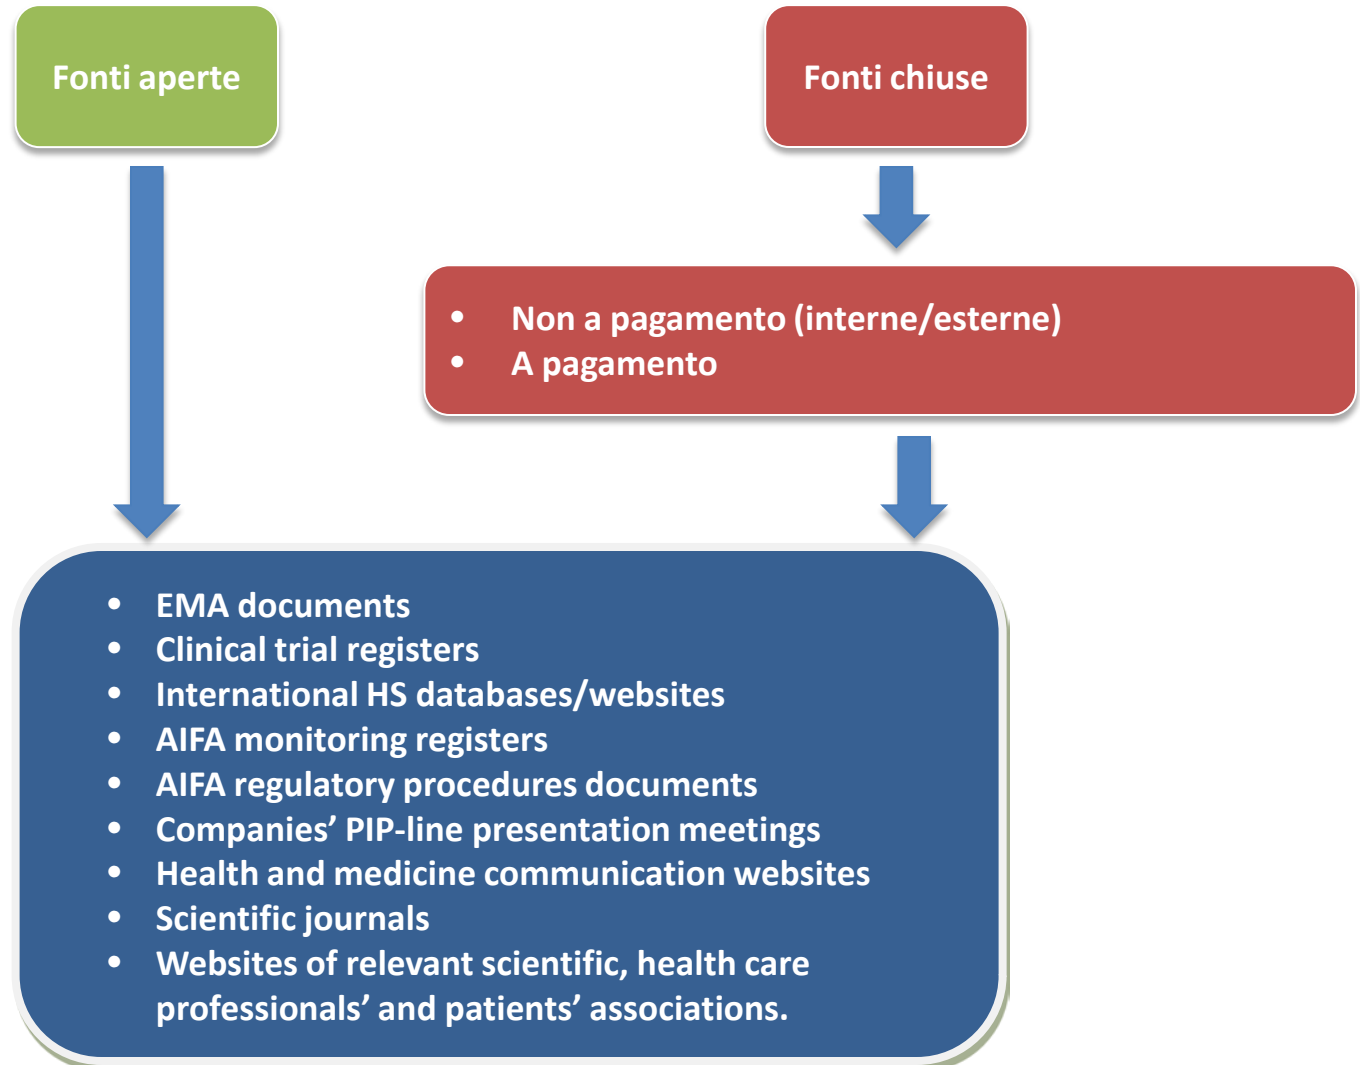 Fonti aperte
Fonti chiuse
• Non a pagamento (interne/esterne)
• A pagamento
• EMA documents
• Clinical trial registers
• International HS databases/websites
• AIFA monitoring registers
• AIFA regulatory procedures documents
• Companies’ PIP-line presentation meetings
• Health and medicine communication websites
• Scientific journals
• Websites of relevant scientific, health care
professionals’ and patients’ associations.